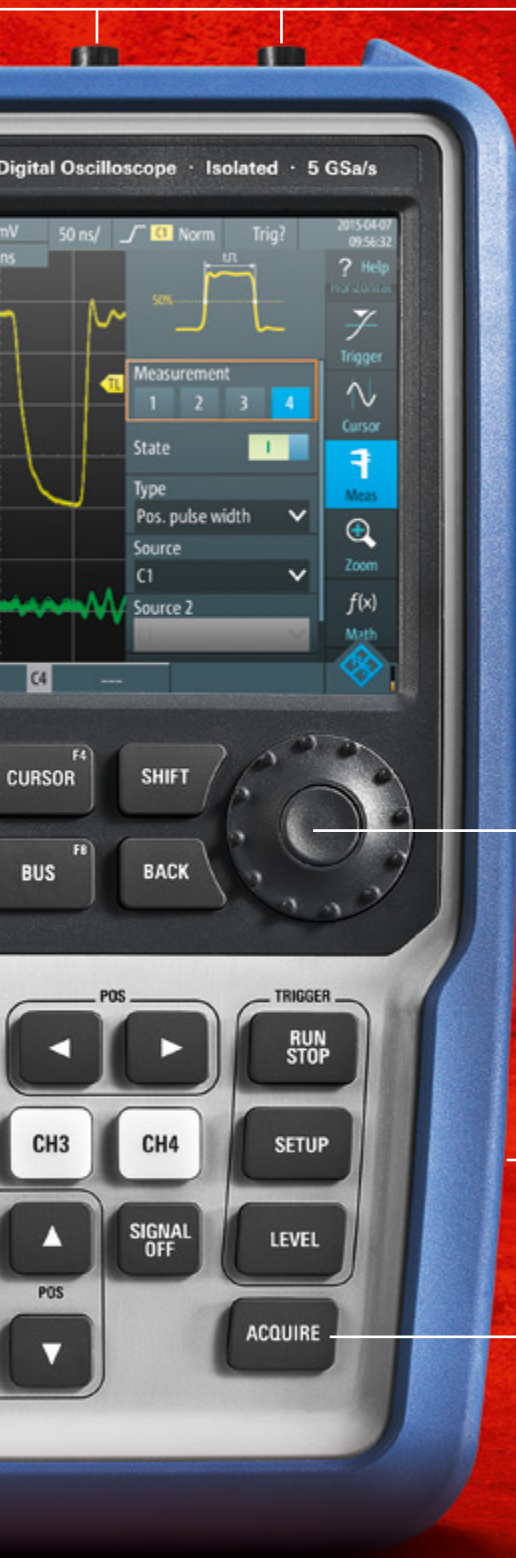 Digital Oscilloscope · Isolated · 5 GSa/s
mV 50 ns/ C1 Norm Trig? 2015-04-07
09:56:32
ns
? Help
Horizontal
50%
Trigger
TL
Measurement
1 2 3 4
Cursor
State I
Meas
Type
Pos. pulse width
Source
Zoom
C1
f(x)
Source 2
Math
C4 ---
R S
CURSOR F4
SHIFT
BUS F8
BACK
POS
TRIGGER
RUN
STOP
CH3
CH4
SETUP
SIGNAL
OFF
LEVEL
POS
ACQUIRE